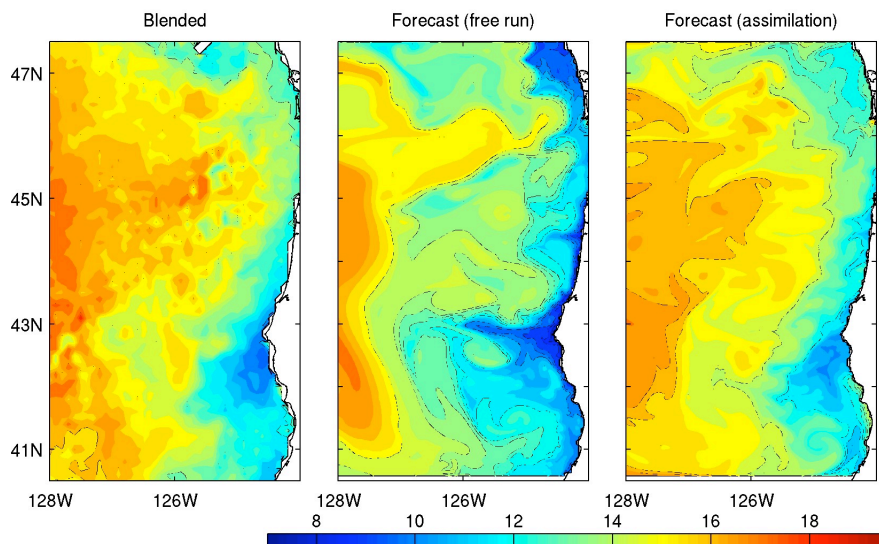 Blended Forecast (free run) Forecast (assimilation)
47N
45N
43N
41N
128W 126W 128W 126W 128W 126W
8 10 12 14 16 18